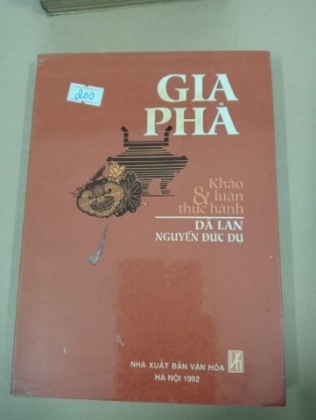 200
GIA
PHẢ
Khảo
& luận
thực hành
DÃ LAN
NGUYỄN ĐỨC DỤ
NHÀ XUẤT BẢN VĂN HÓA
HÀ NỘI 1992